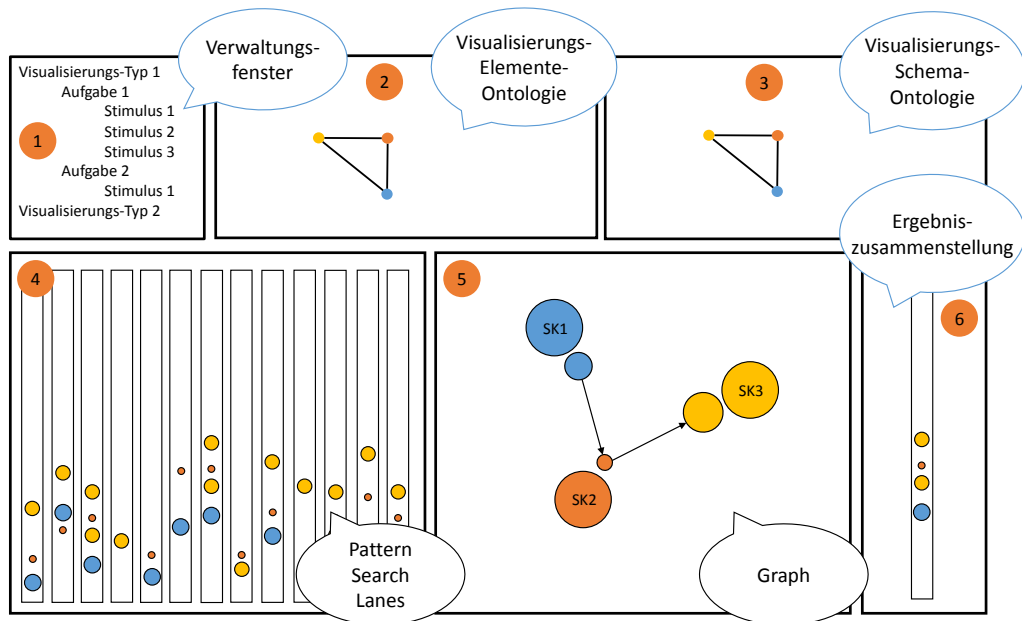 Verwaltungs-
fenster
Visualisierungs-
Elemente-
Ontologie
Visualisierungs-
Schema-
Ontologie
Visualisierungs-Typ 1
Aufgabe 1
Stimulus 1
Stimulus 2
Stimulus 3
Aufgabe 2
Stimulus 1
Visualisierungs-Typ 2
1
2
3
Ergebnis-
zusammenstellung
4
5
6
SK1
SK3
SK2
Pattern
Search
Lanes
Graph